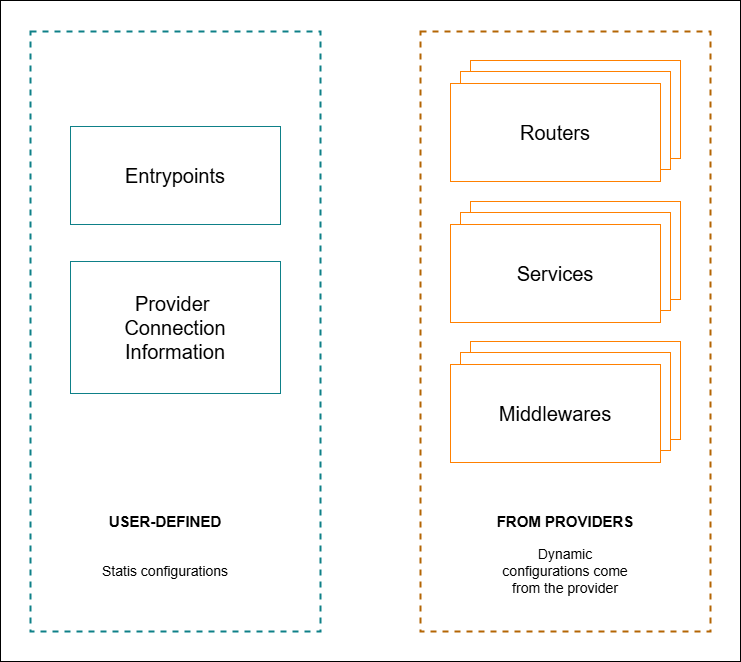 Entrypoints
Provider
Connection
Information
USER-DEFINED
Statis configurations
Routers
Services
Middlewares
FROM PROVIDERS
Dynamic
configurations come
from the provider